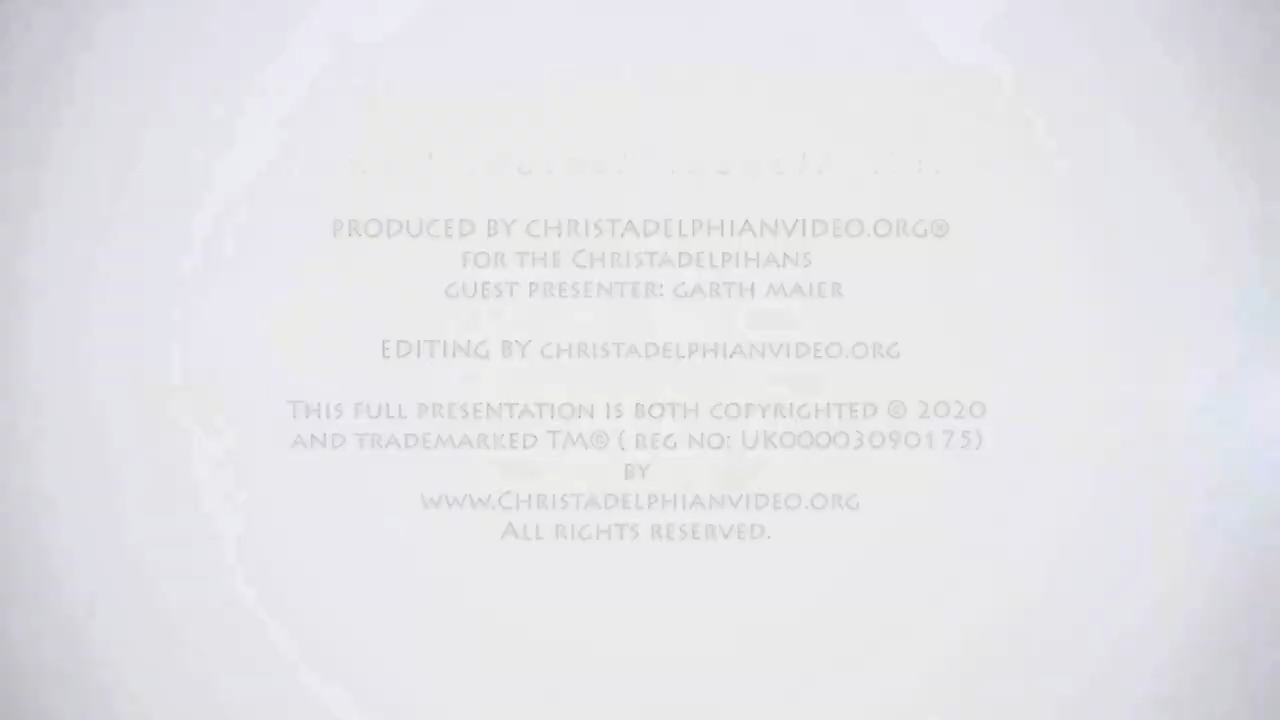 PRODUCED BY CHRISTADELPHIANVIDEO.ORG®
FOR THE CHRISTADELPIHANS
GUEST PRESENTER: GARTH MAIER
EDITING BY CHRISTADELPHIANVIDEO.ORG
THIS FULL PRESENTATION IS BOTH COPYRIGHTED © 2020
AND TRADEMARKED TM® ( REG NO: UK00003090175)
BY
WWW.CHRISTADELPHIANVIDEO.ORG
ALL RIGHTS RESERVED.